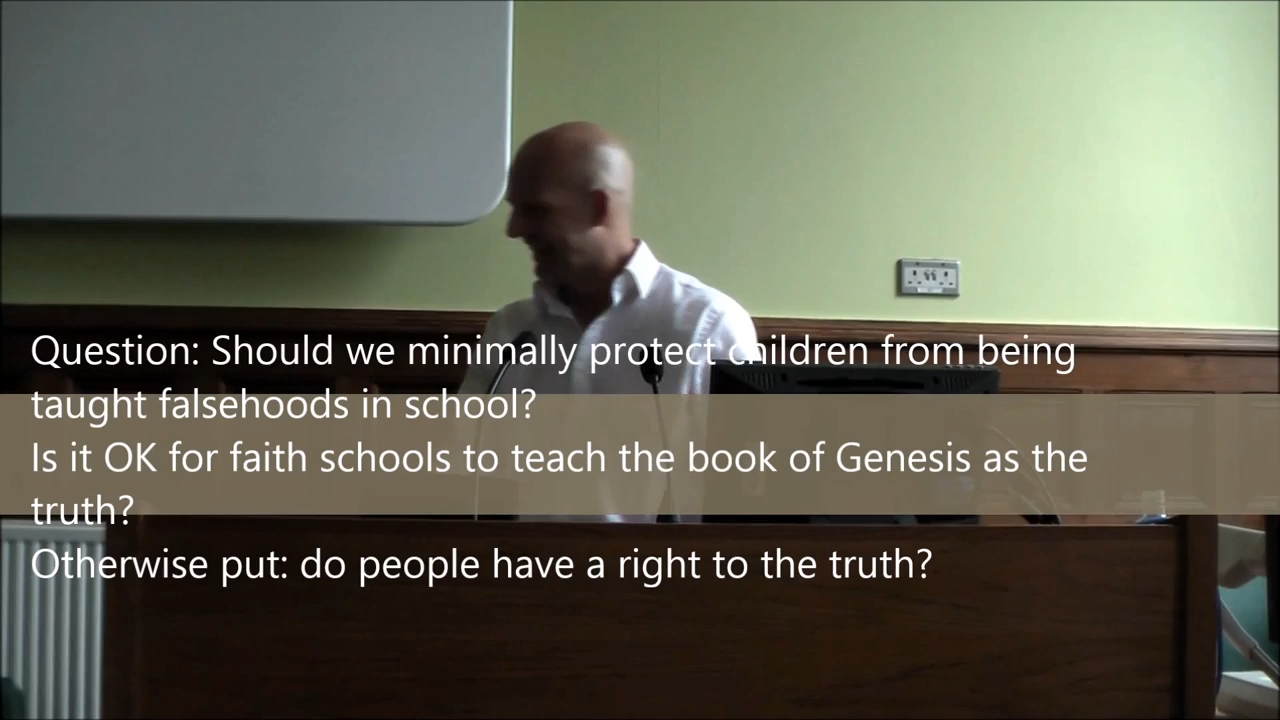 Question: Should we minimally protect children from being
taught falsehoods in school?
Is it OK for faith schools to teach the book of Genesis as the
truth?
Otherwise put: do people have a right to the truth?